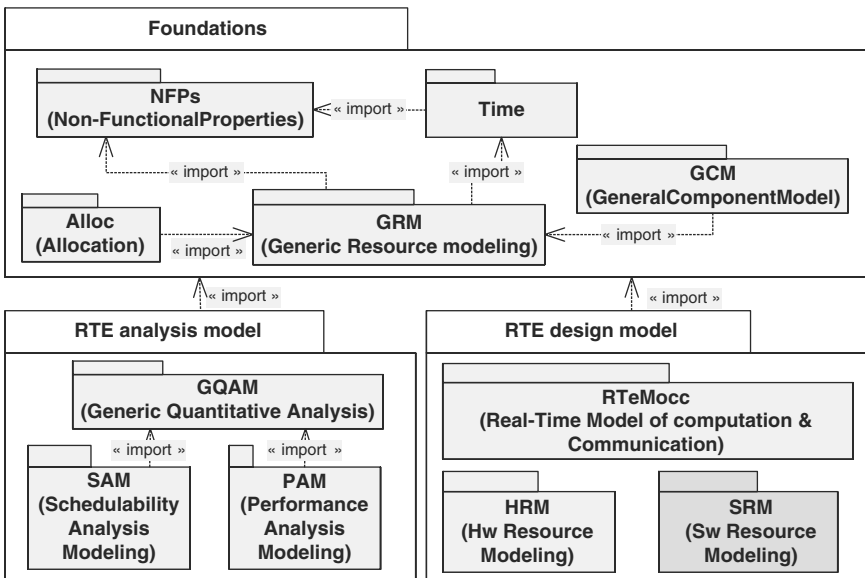 Foundations
NFPs
(Non-FunctionalProperties)
« import »
Time
« import »
« import »
GCM
(GeneralComponentModel)
Alloc
(Allocation)
« import »
GRM
(Generic Resource modeling)
« import »
« import »
« import »
RTE analysis model
RTE design model
GQAM
(Generic Quantitative Analysis)
« import »
« import »
SAM
(Schedulability
Analysis
Modeling)
PAM
(Performance
Analysis
Modeling)
RTeMocc
(Real-Time Model of computation &
Communication)
HRM
(Hw Resource
Modeling)
SRM
(Sw Resource
Modeling)